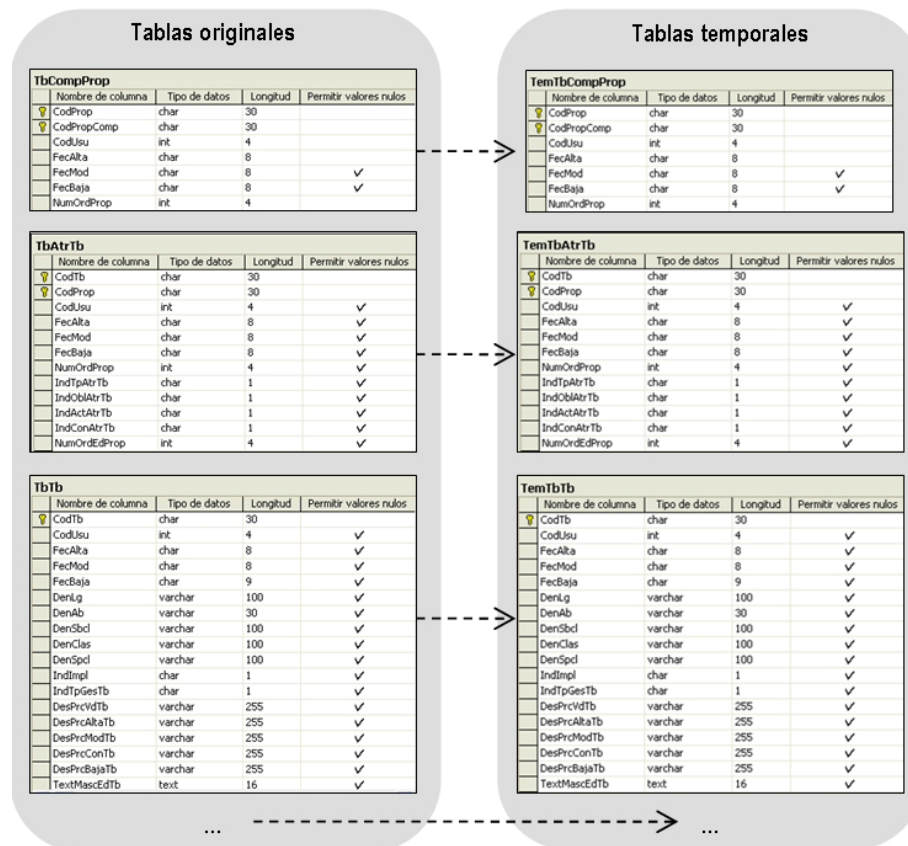 Tablas originales
TbCompProp
Nombre de columna Tipo de datos Longitud Permitir valores nulos
CodProp char 30
CodPropComp char 30
CodUsu int 4
FecAlta char 8
FecMod char 8 ✓
FecBaja char 8 ✓
NumOrdProp int 4
TbAtrTb
Nombre de columna Tipo de datos Longitud Permitir valores nulos
CodTb char 30
CodProp char 30
CodUsu int 4 ✓
FecAlta char 8 ✓
FecMod char 8 ✓
FecBaja char 8 ✓
NumOrdProp int 4 ✓
IndTpAtrTb char 1 ✓
IndOblAtrTb char 1 ✓
IndActAtrTb char 1 ✓
IndConAtrTb char 1 ✓
NumOrdEdProp int 4 ✓
TbTb
Nombre de columna Tipo de datos Longitud Permitir valores nulos
CodTb char 30
CodUsu int 4 ✓
FecAlta char 8 ✓
FecMod char 8 ✓
FecBaja char 9 ✓
DenLg varchar 100 ✓
DenAb varchar 30 ✓
DenSbcl varchar 100 ✓
DenClas varchar 100 ✓
DenSpcl varchar 100 ✓
IndImpl char 1 ✓
IndTpGesTb char 1 ✓
DesPrcVdTb varchar 255 ✓
DesPrcAltaTb varchar 255 ✓
DesPrcModTb varchar 255 ✓
DesPrcConTb varchar 255 ✓
DesPrcBajaTb varchar 255 ✓
TextMascEdTb text 16 ✓
...
Tablas temporales
TemTbCompProp
Nombre de columna Tipo de datos Longitud Permitir valores nulos
CodProp char 30
CodPropComp char 30
CodUsu int 4
FecAlta char 8
FecMod char 8 ✓
FecBaja char 8 ✓
NumOrdProp int 4
TemTbAtrTb
Nombre de columna Tipo de datos Longitud Permitir valores nulos
CodTb char 30
CodProp char 30
CodUsu int 4 ✓
FecAlta char 8 ✓
FecMod char 8 ✓
FecBaja char 8 ✓
NumOrdProp int 4 ✓
IndTpAtrTb char 1 ✓
IndOblAtrTb char 1 ✓
IndActAtrTb char 1 ✓
IndConAtrTb char 1 ✓
NumOrdEdProp int 4 ✓
TemTbTb
Nombre de columna Tipo de datos Longitud Permitir valores nulos
CodTb char 30
CodUsu int 4 ✓
FecAlta char 8 ✓
FecMod char 8 ✓
FecBaja char 9 ✓
DenLg varchar 100 ✓
DenAb varchar 30 ✓
DenSbcl varchar 100 ✓
DenClas varchar 100 ✓
DenSpcl varchar 100 ✓
IndImpl char 1 ✓
IndTpGesTb char 1 ✓
DesPrcVdTb varchar 255 ✓
DesPrcAltaTb varchar 255 ✓
DesPrcModTb varchar 255 ✓
DesPrcConTb varchar 255 ✓
DesPrcBajaTb varchar 255 ✓
TextMascEdTb text 16 ✓
...